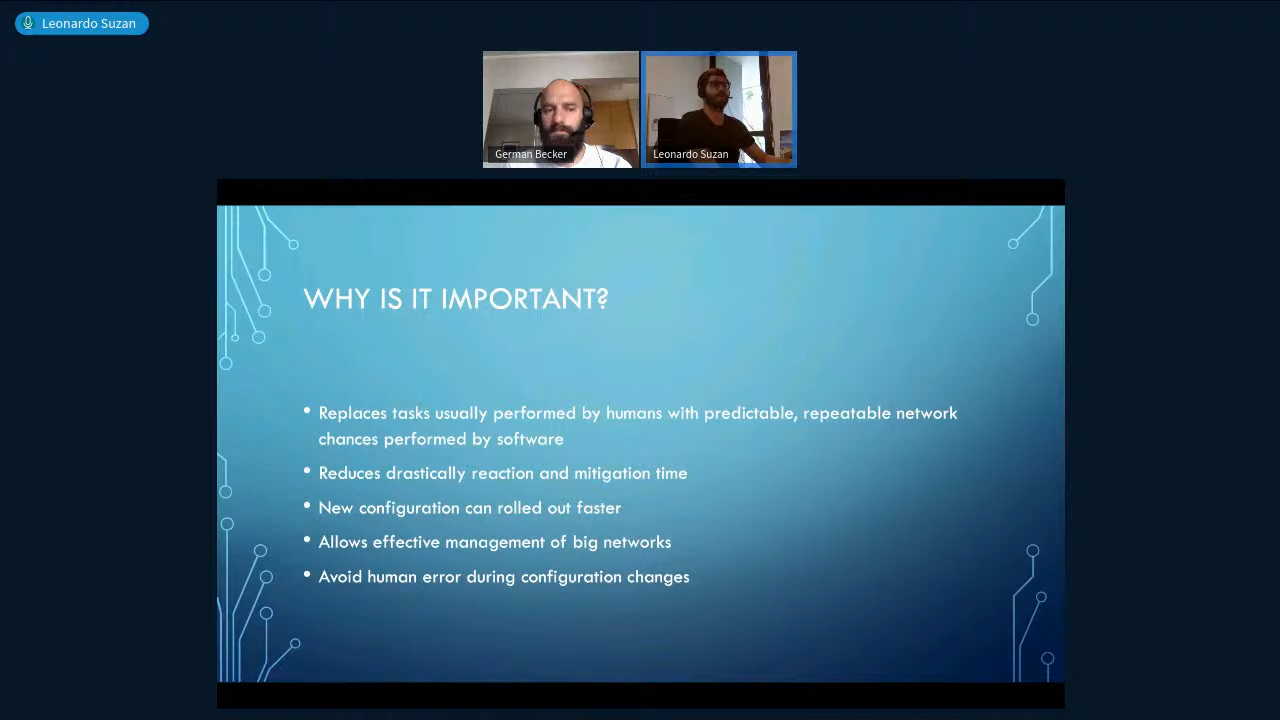 Leonardo Suzan
German Becker
Leonardo Suzan
WHY IS IT IMPORTANT?
• Replaces tasks usually performed by humans with predictable, repeatable network
chances performed by software
• Reduces drastically reaction and mitigation time
• New configuration can rolled out faster
• Allows effective management of big networks
• Avoid human error during configuration changes